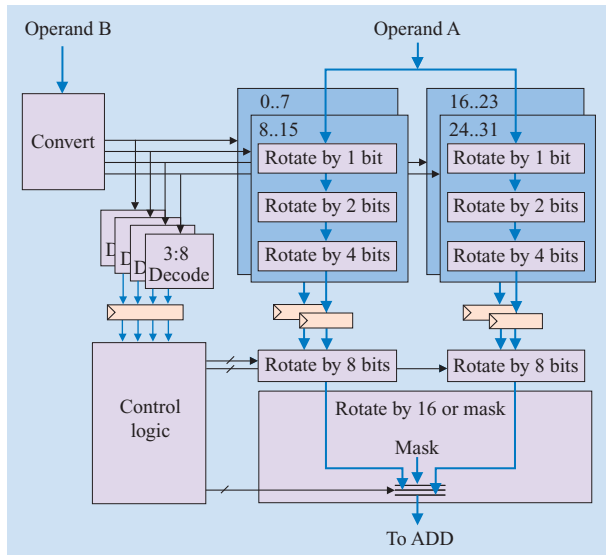 Operand B
Operand A
0..7
16..23
8..15
24..31
Convert
Rotate by 1 bit
Rotate by 1 bit
Rotate by 2 bits
Rotate by 2 bits
D
D
D
3:8
Decode
Rotate by 4 bits
Rotate by 4 bits
Rotate by 8 bits
Rotate by 8 bits
Control
logic
Rotate by 16 or mask
Mask
To ADD